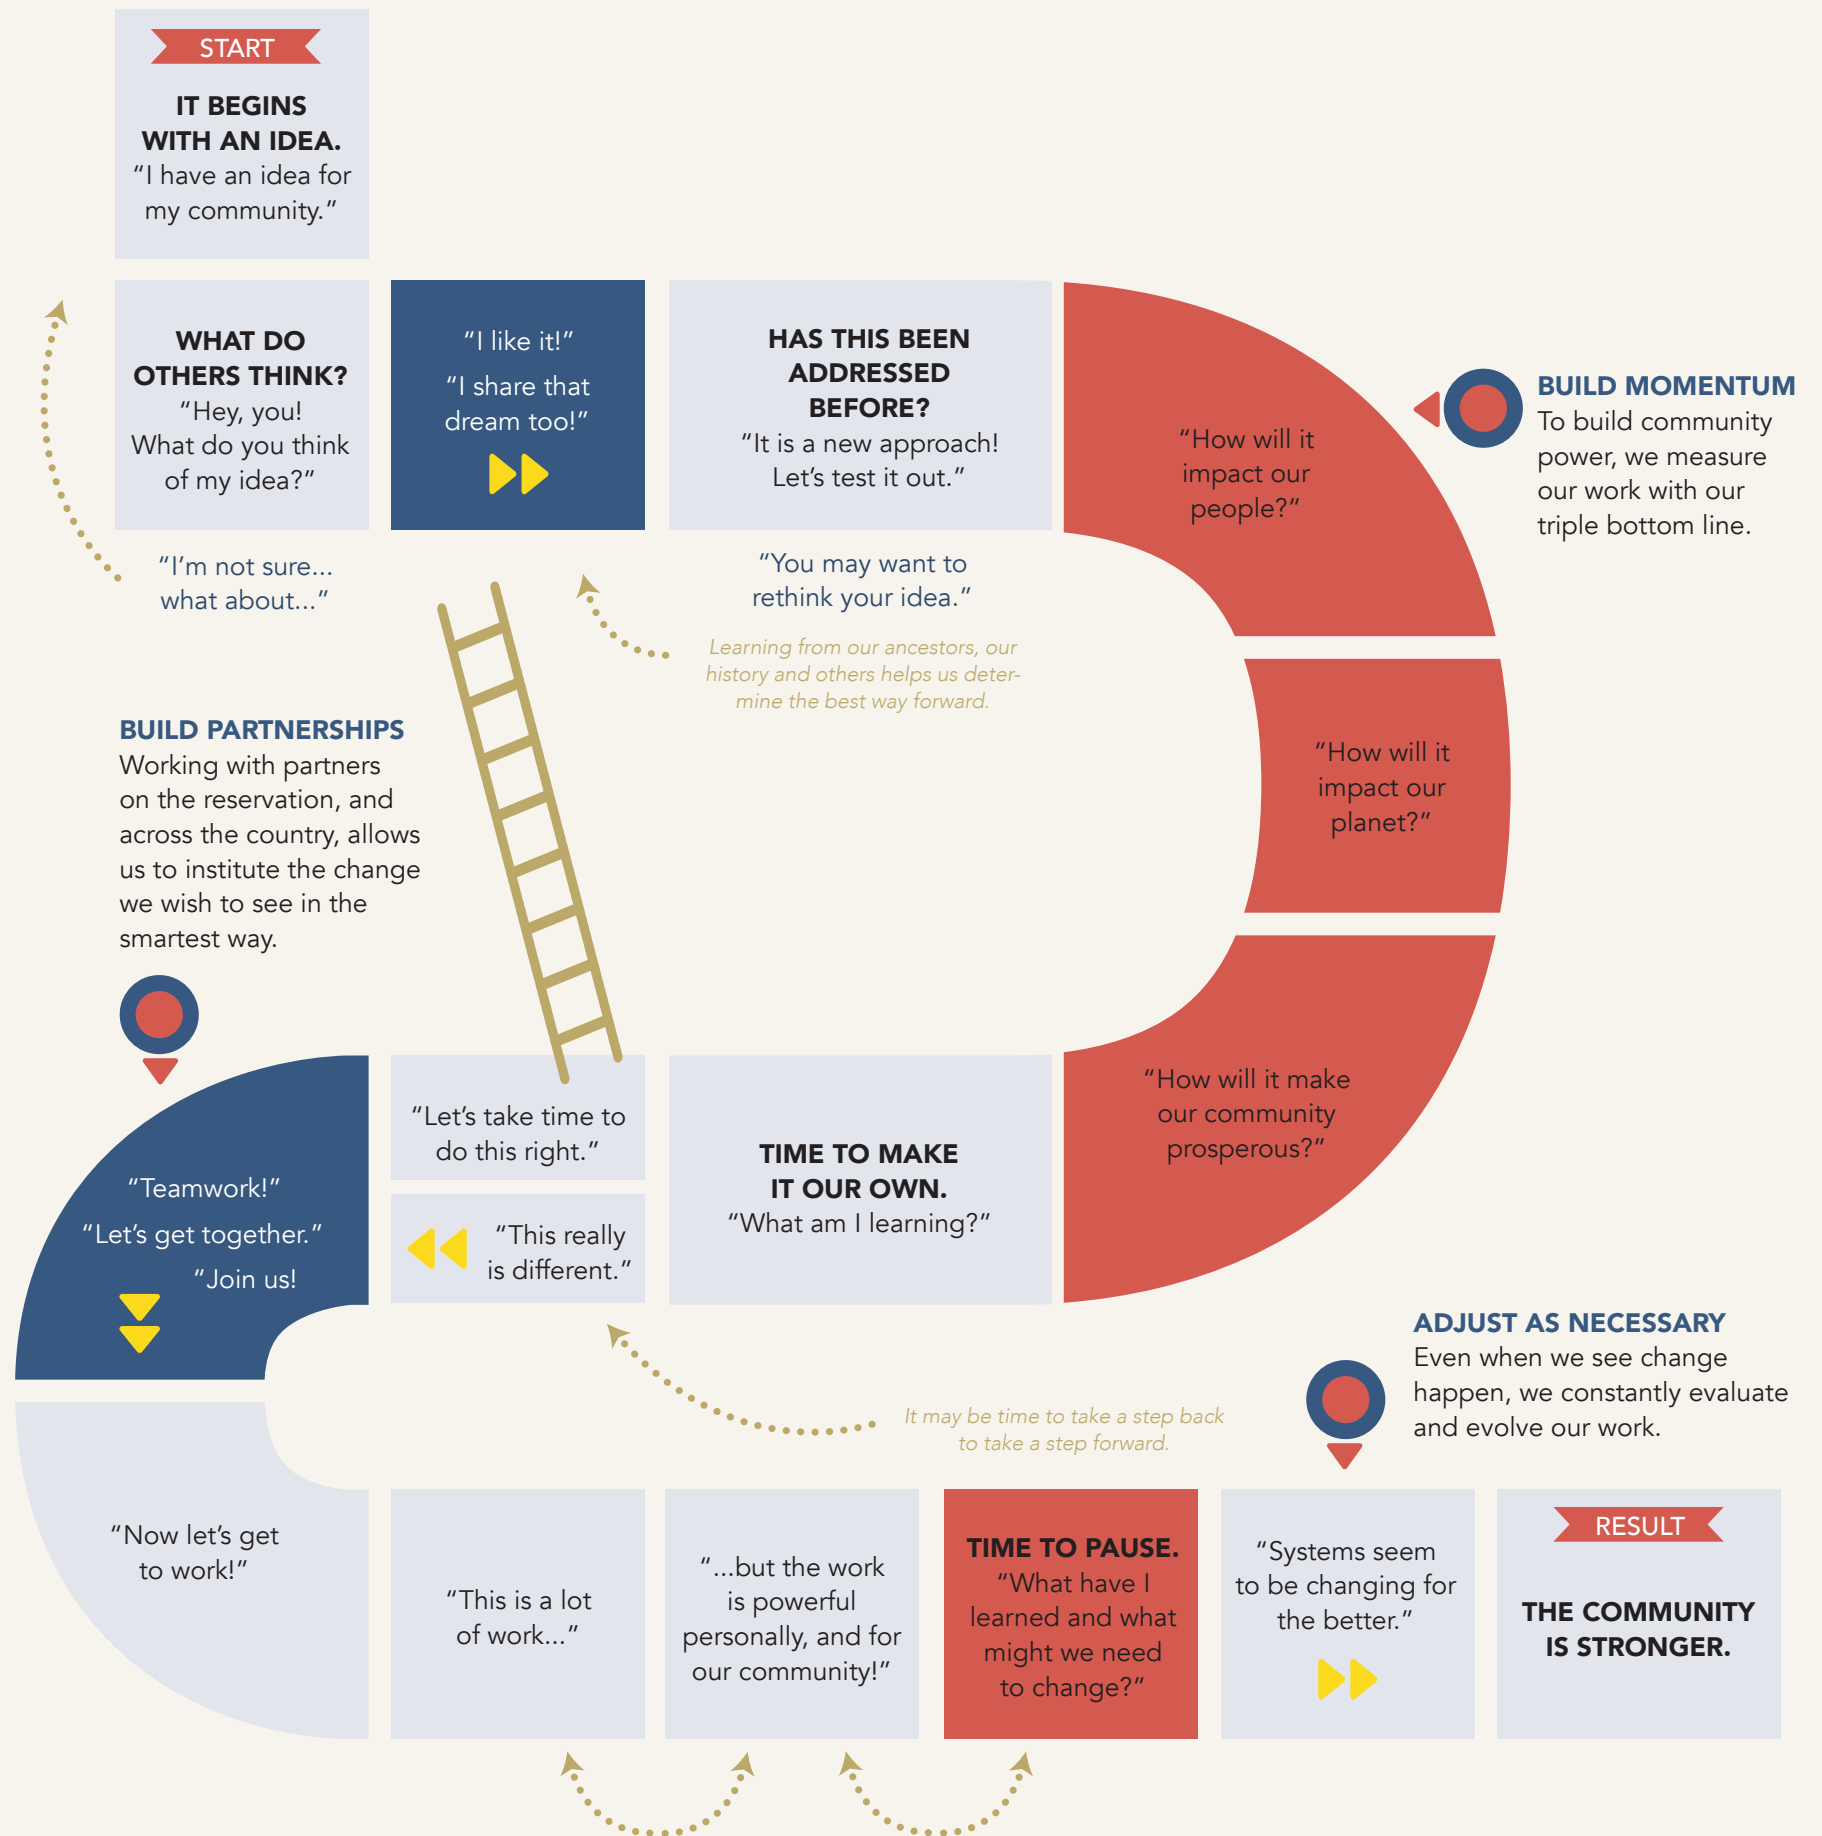 START
IT BEGINS
WITH AN IDEA.
“I have an idea for
my community.”
WHAT DO
OTHERS THINK?
“Hey, you!
What do you think
of my idea?”
“I’m not sure...
what about...”
“I like it!”
“I share that
dream too!”
HAS THIS BEEN
ADDRESSED
BEFORE?
“It is a new approach!
Let’s test it out.”
“You may want to
rethink your idea.”
Learning from our ancestors, our
history and others helps us deter-
mine the best way forward.
“How will it
impact our
people?”
BUILD MOMENTUM
To build community
power, we measure
our work with our
triple bottom line.
“How will it
impact our
planet?”
“How will it make
our community
prosperous?”
TIME TO MAKE
IT OUR OWN.
“What am I learning?”
“Let’s take time to
do this right.”
“This really
is different.”
BUILD PARTNERSHIPS
Working with partners
on the reservation, and
across the country, allows
us to institute the change
we wish to see in the
smartest way.
“Teamwork!”
“Let’s get together.”
“Join us!
“Now let’s get
to work!”
“This is a lot
of work...”
“...but the work
is powerful
personally, and for
our community!”
It may be time to take a step back
to take a step forward.
TIME TO PAUSE.
“What have I
learned and what
might we need
to change?”
ADJUST AS NECESSARY
Even when we see change
happen, we constantly evaluate
and evolve our work.
“Systems seem
to be changing for
the better.”
RESULT
THE COMMUNITY
IS STRONGER.